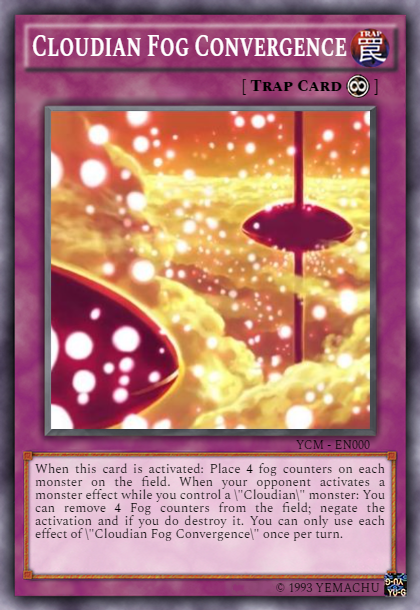 CLOUDIAN FOG CONVERGENCE
TRAP
罠
[ TRAP CARD ]
YCM - EN000
When this card is activated: Place 4 fog counters on each
monster on the field. When your opponent activates a
monster effect while you control a \"Cloudian\" monster: You
can remove 4 Fog counters from the field; negate the
activation and if you do destroy it. You can only use each
effect of \"Cloudian Fog Convergence\" once per turn.
© 1993 YEMACHU